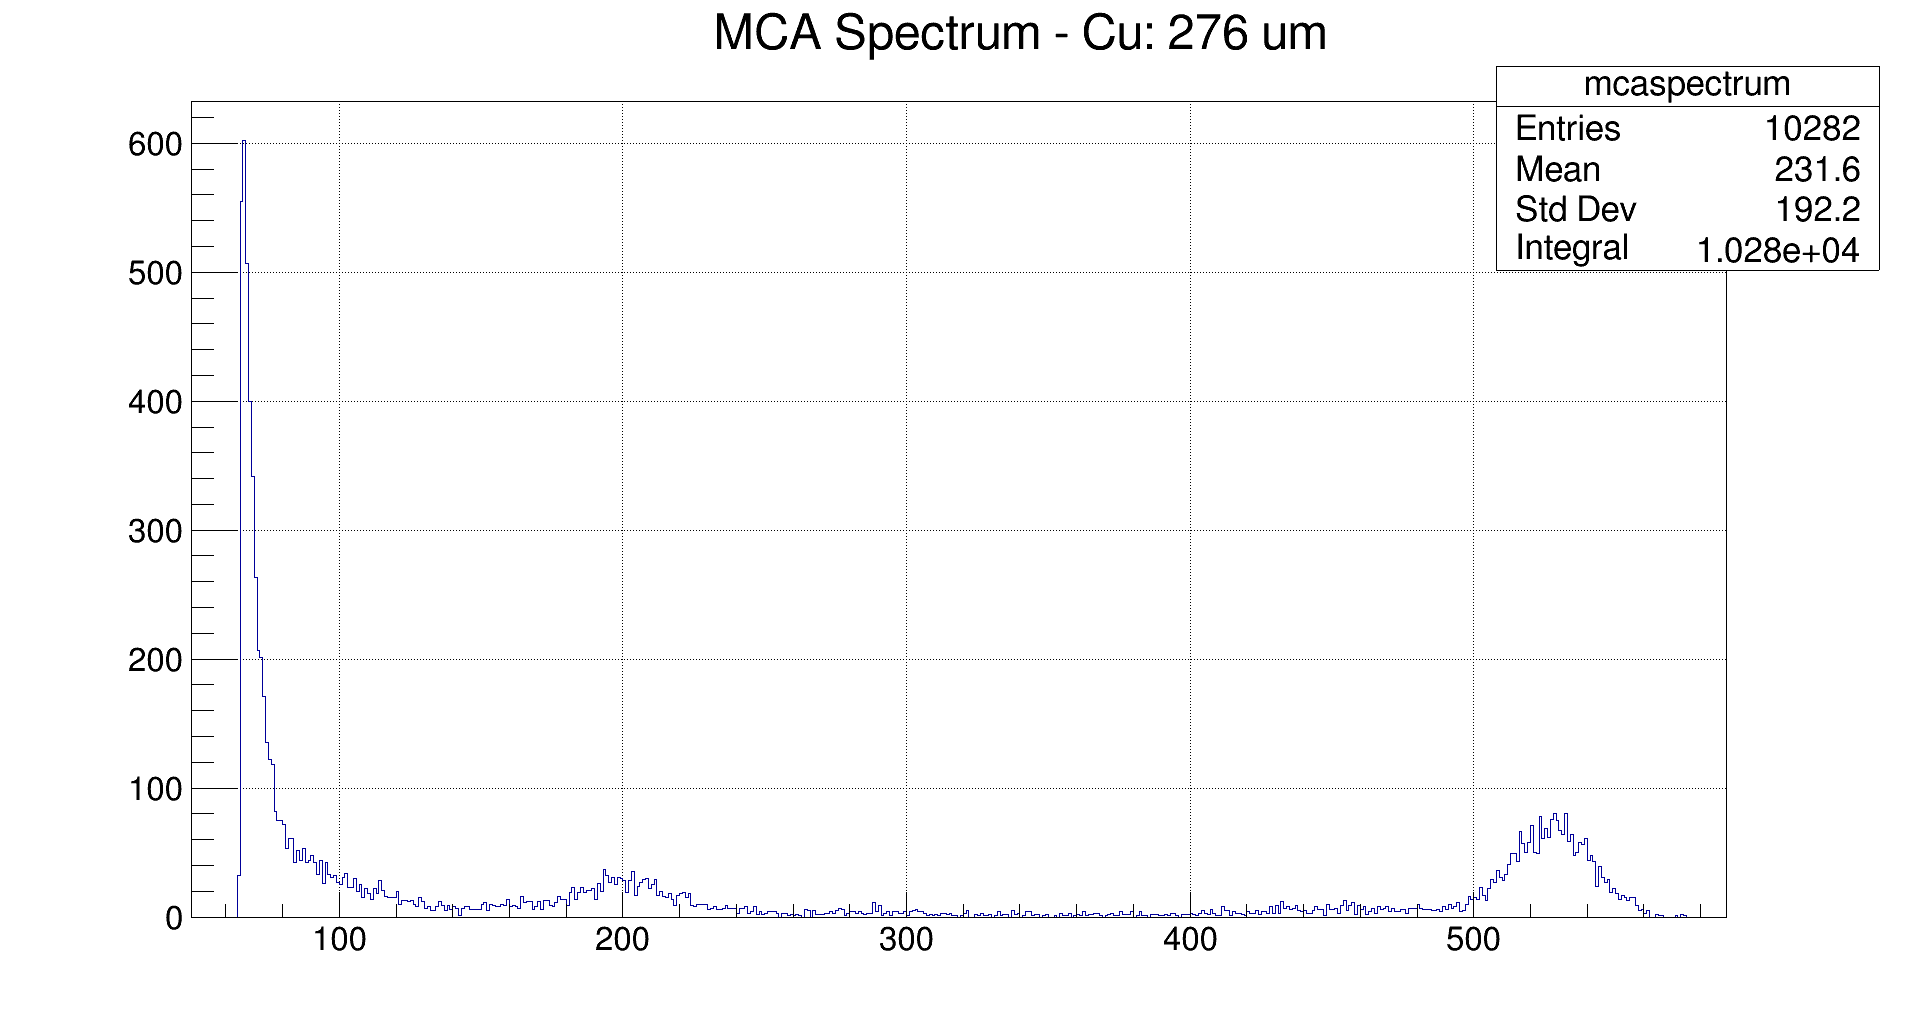 MCA Spectrum - Cu: 276 um
mcaspectrum
Entries 10282
Mean 231.6
Std Dev 192.2
Integral 1.028e+04
600
500
400
300
200
100
0
100 200 300 400 500